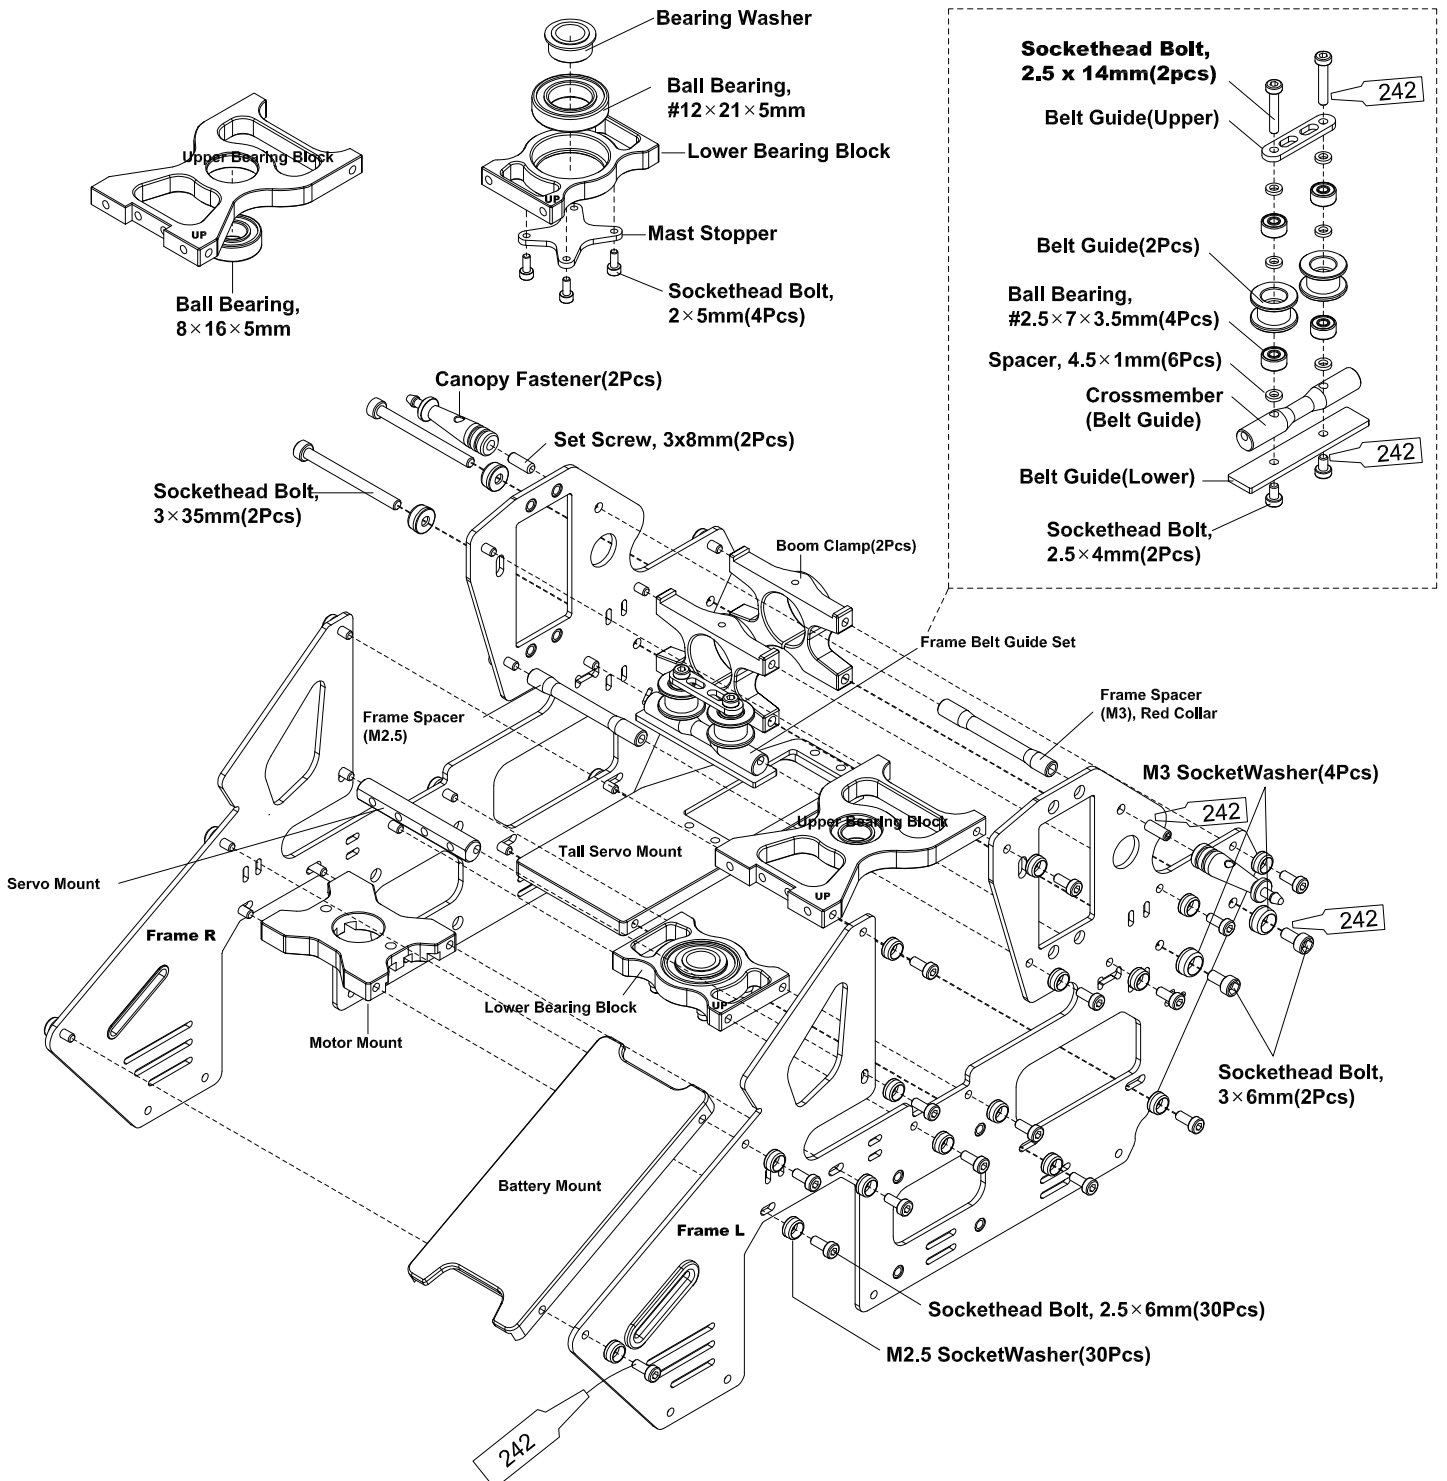 Bearing Washer
Ball Bearing,
#12×21×5mm
Lower Bearing Block
UP
Mast Stopper
Sockethead Bolt,
2×5mm(4Pcs)
Upper Bearing Block
UP
Ball Bearing,
8×16×5mm
Sockethead Bolt,
2.5 x 14mm(2pcs)
242
Belt Guide(Upper)
Belt Guide(2Pcs)
Ball Bearing,
#2.5×7×3.5mm(4Pcs)
Spacer, 4.5×1mm(6Pcs)
Crossmember
(Belt Guide)
242
Belt Guide(Lower)
Sockethead Bolt,
2.5×4mm(2Pcs)
Canopy Fastener(2Pcs)
Set Screw, 3x8mm(2Pcs)
Sockethead Bolt,
3×35mm(2Pcs)
Boom Clamp(2Pcs)
Frame Belt Guide Set
Frame Spacer
(M2.5)
Frame Spacer
(M3), Red Collar
M3 SocketWasher(4Pcs)
242
Upper Bearing Block
UP
Tail Servo Mount
Servo Mount
242
Frame R
Lower Bearing Block
UP
Motor Mount
Sockethead Bolt,
3×6mm(2Pcs)
Battery Mount
Frame L
Sockethead Bolt, 2.5×6mm(30Pcs)
M2.5 SocketWasher(30Pcs)
242